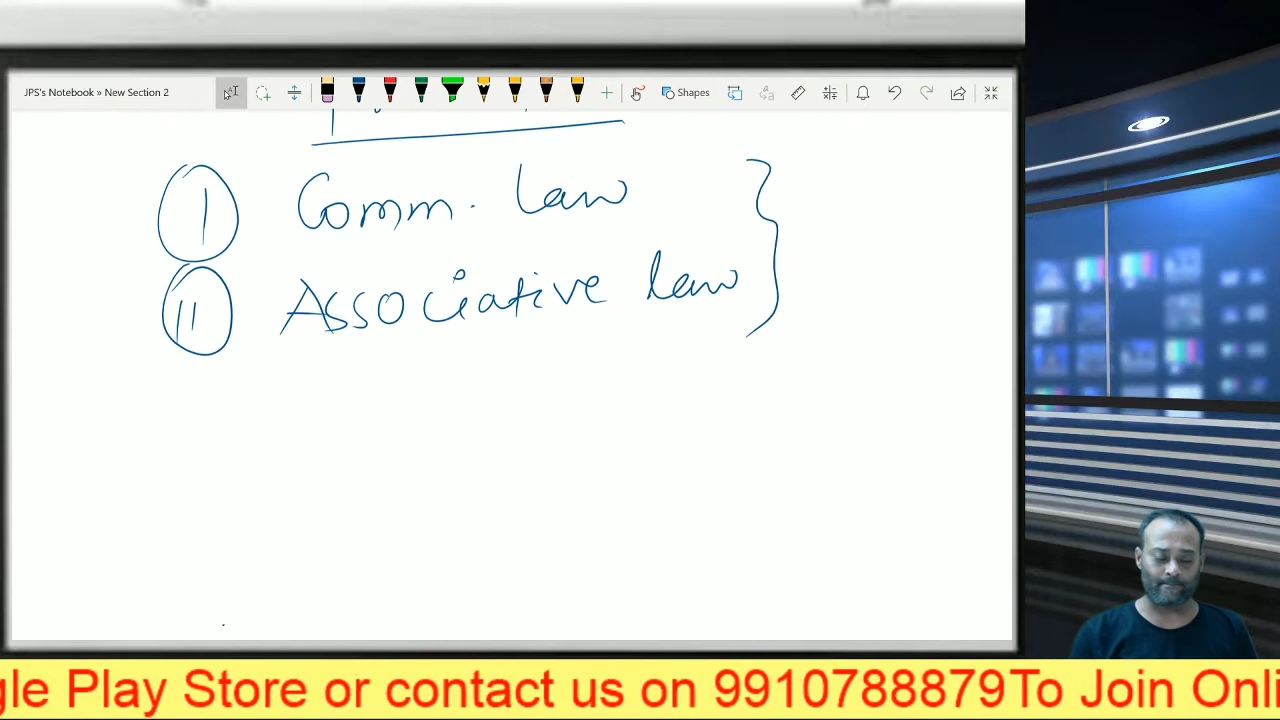 JPS's Notebook » New Section 2
Shapes
I Comm. law
II Associative law
gle Play Store or contact us on 9910788879To Join Onli